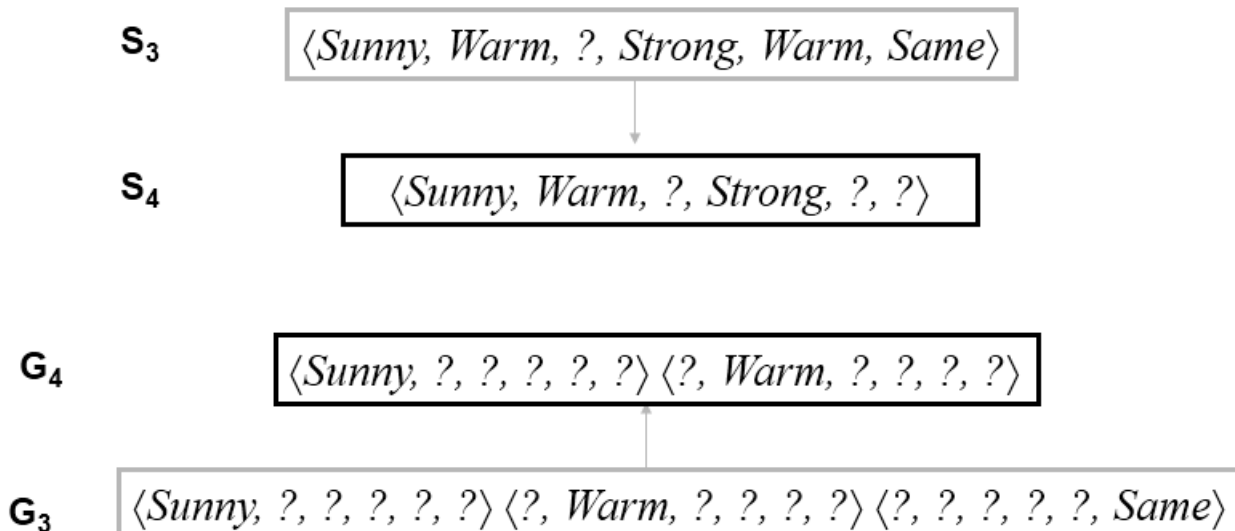 S₃ ⟨Sunny, Warm, ?, Strong, Warm, Same⟩
S₄ ⟨Sunny, Warm, ?, Strong, ?, ?⟩
G₄ ⟨Sunny, ?, ?, ?, ?, ?⟩ ⟨?, Warm, ?, ?, ?, ?⟩
G₃ ⟨Sunny, ?, ?, ?, ?, ?⟩ ⟨?, Warm, ?, ?, ?, ?⟩ ⟨?, ?, ?, ?, ?, Same⟩